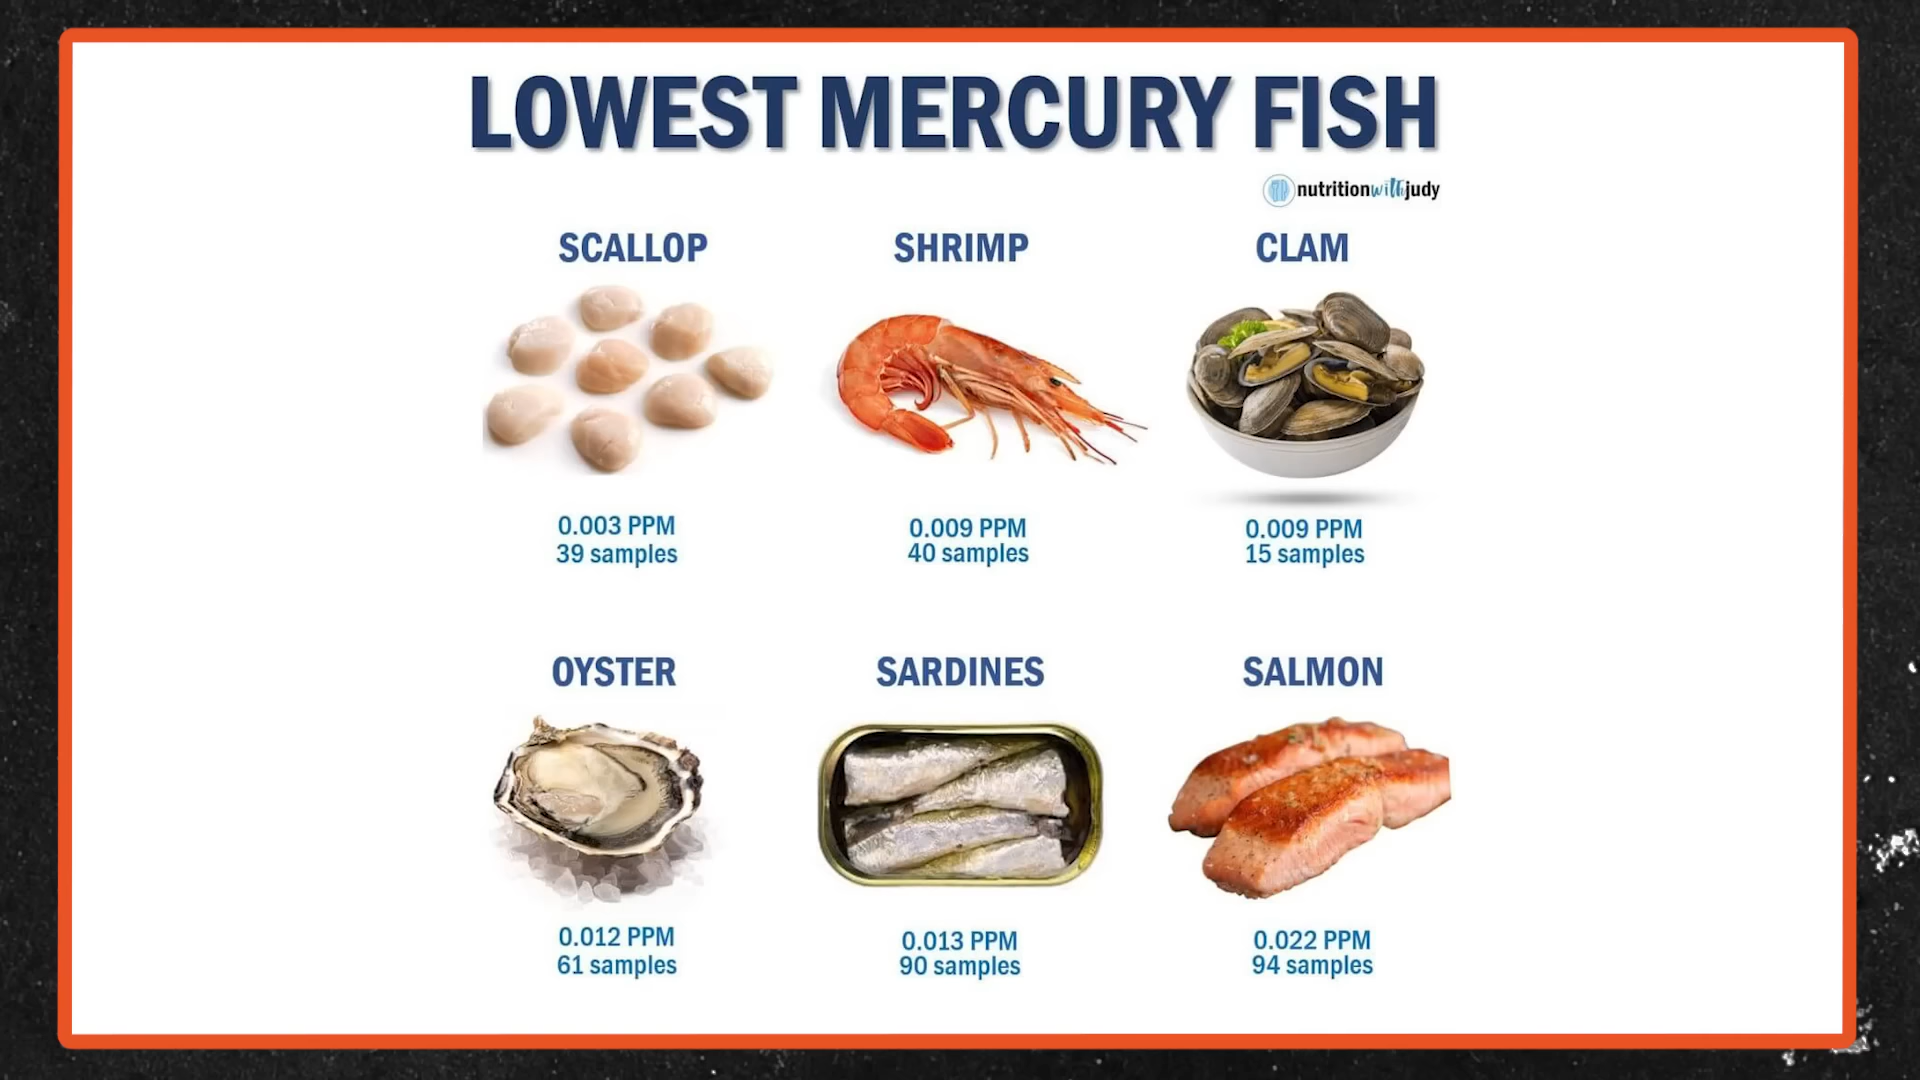 LOWEST MERCURY FISH
nutritionwithjudy
SCALLOP
SHRIMP
CLAM
0.003 PPM
39 samples
0.009 PPM
40 samples
0.009 PPM
15 samples
OYSTER
SARDINES
SALMON
0.012 PPM
61 samples
0.013 PPM
90 samples
0.022 PPM
94 samples